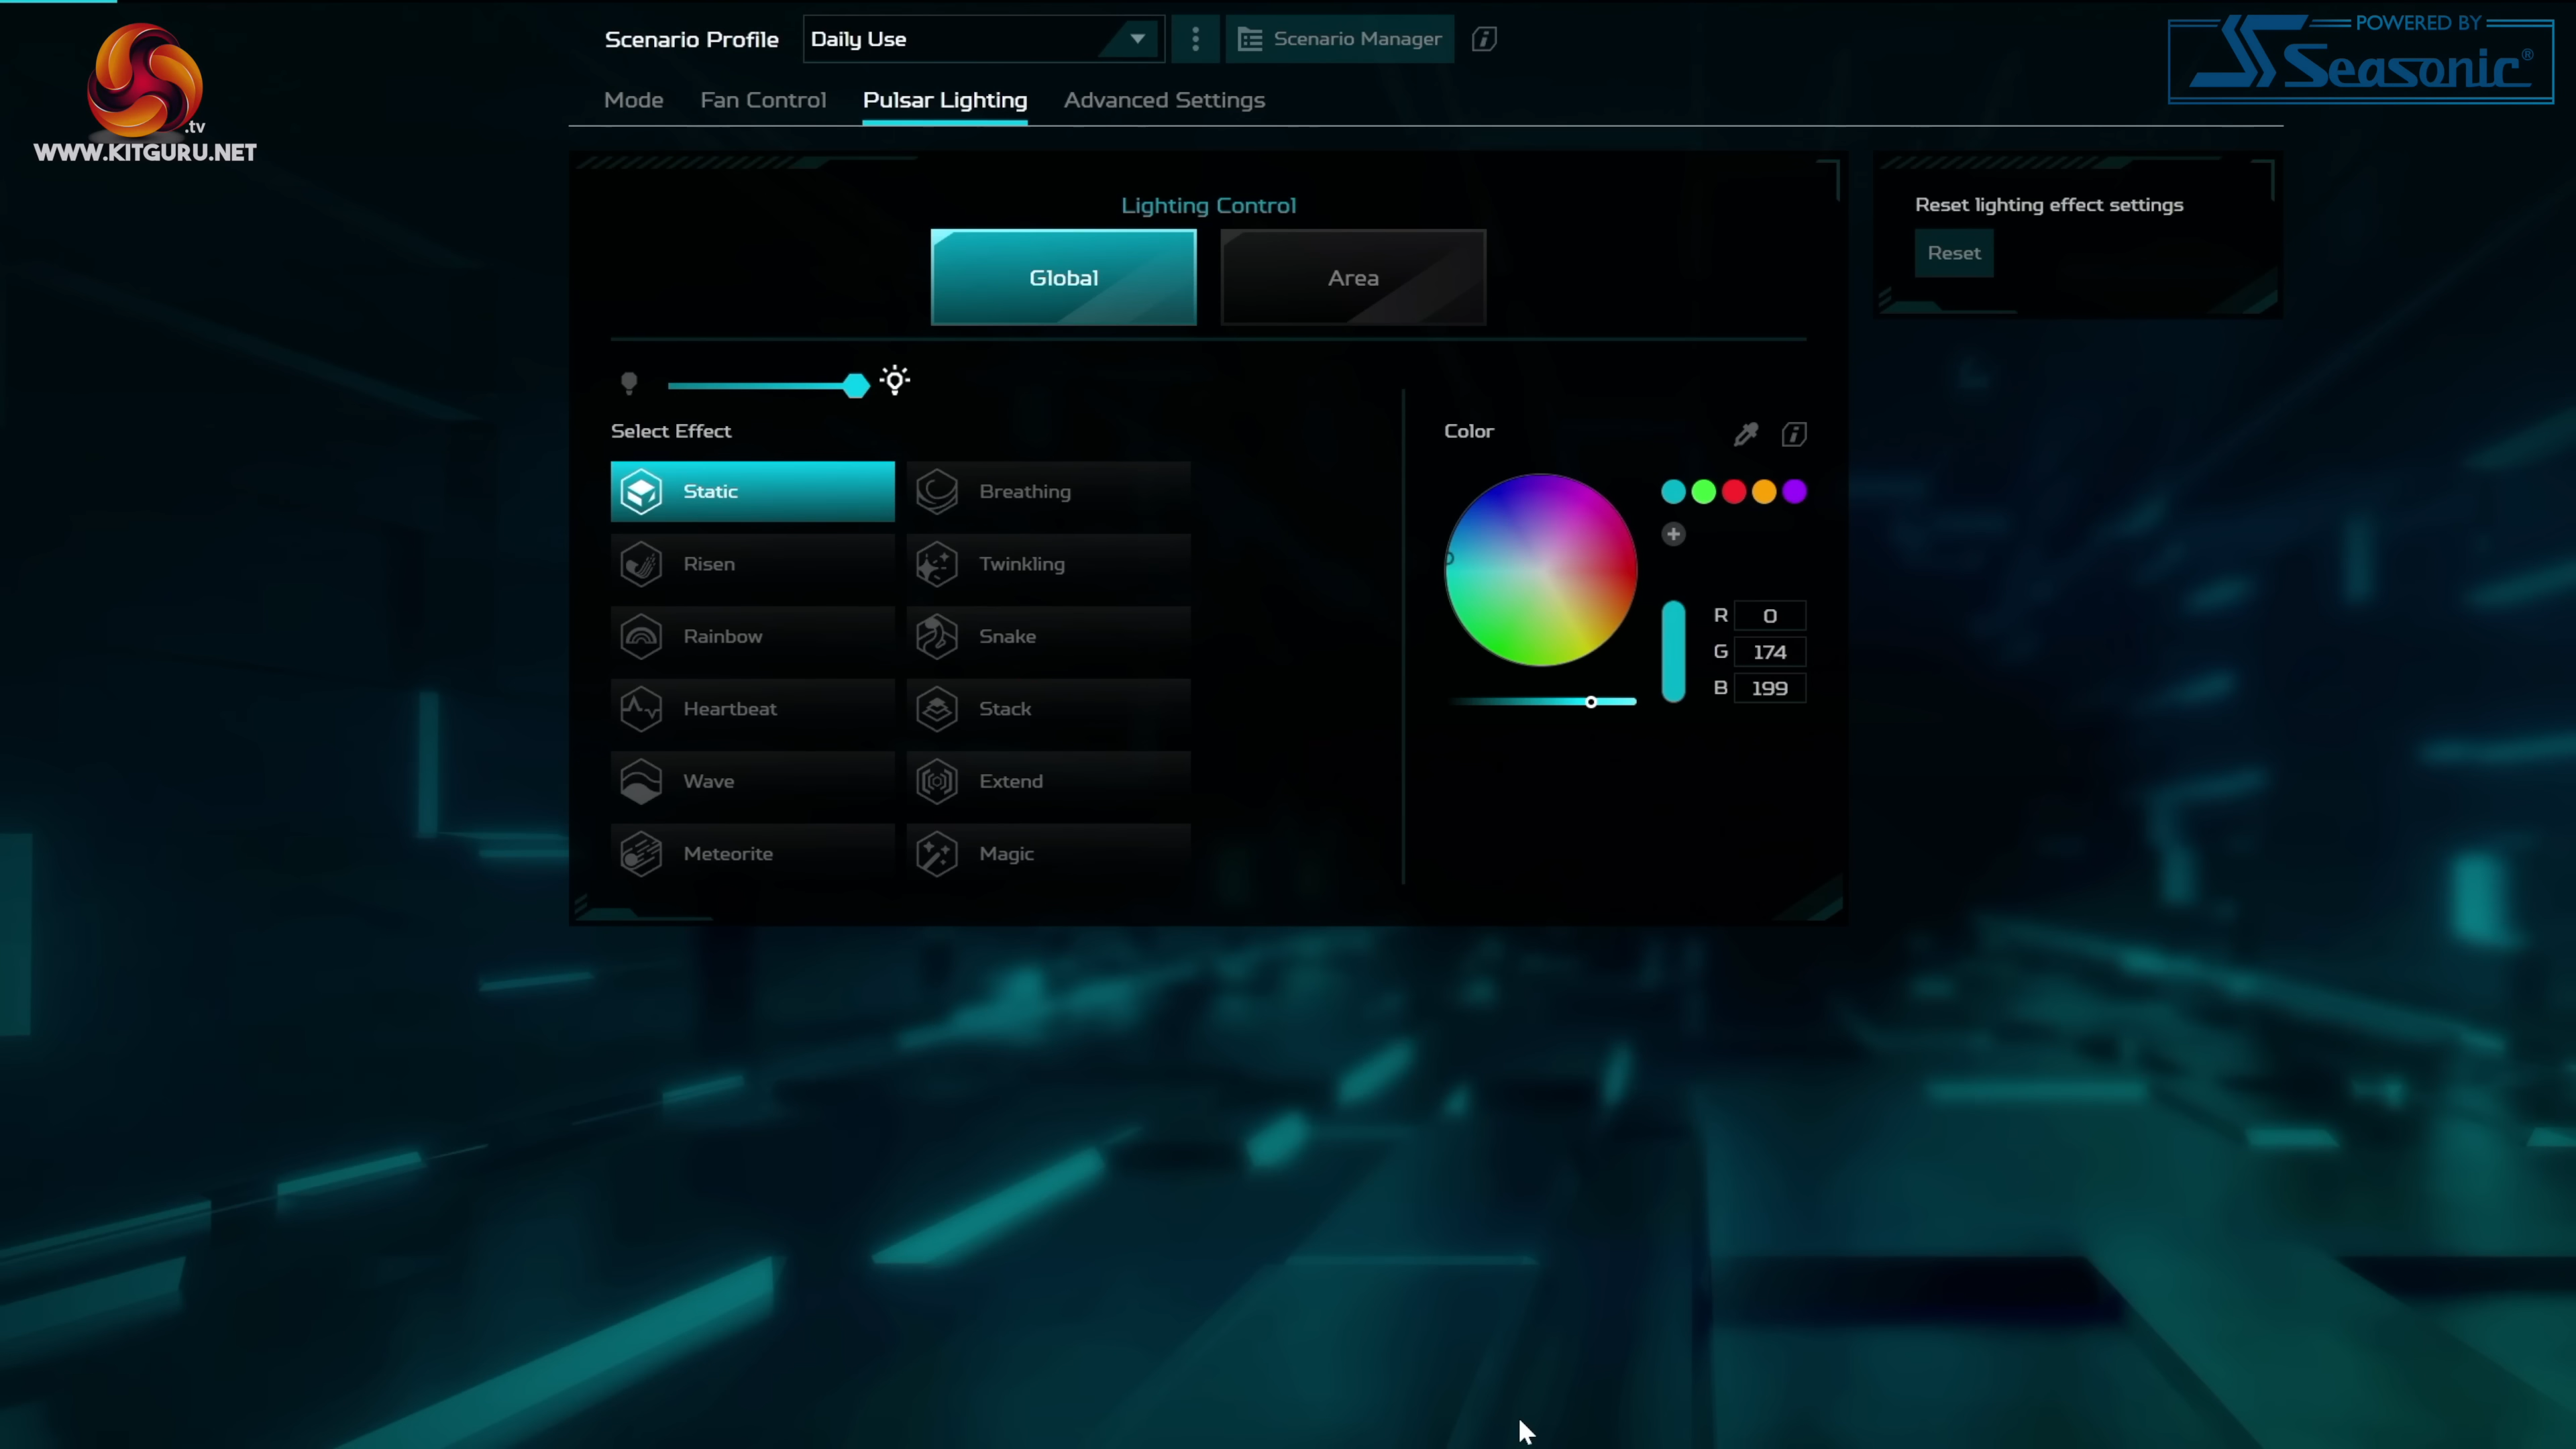 Scenario Profile Daily Use Scenario Manager
POWERED BY
Seasonic®
.tv
WWW.KITGURU.NET
Mode Fan Control Pulsar Lighting Advanced Settings
Lighting Control
Global Area
Reset lighting effect settings
Reset
Select Effect
Static Breathing
Risen Twinkling
Rainbow Snake
Heartbeat Stack
Wave Extend
Meteorite Magic
Color
R 0
G 174
B 199